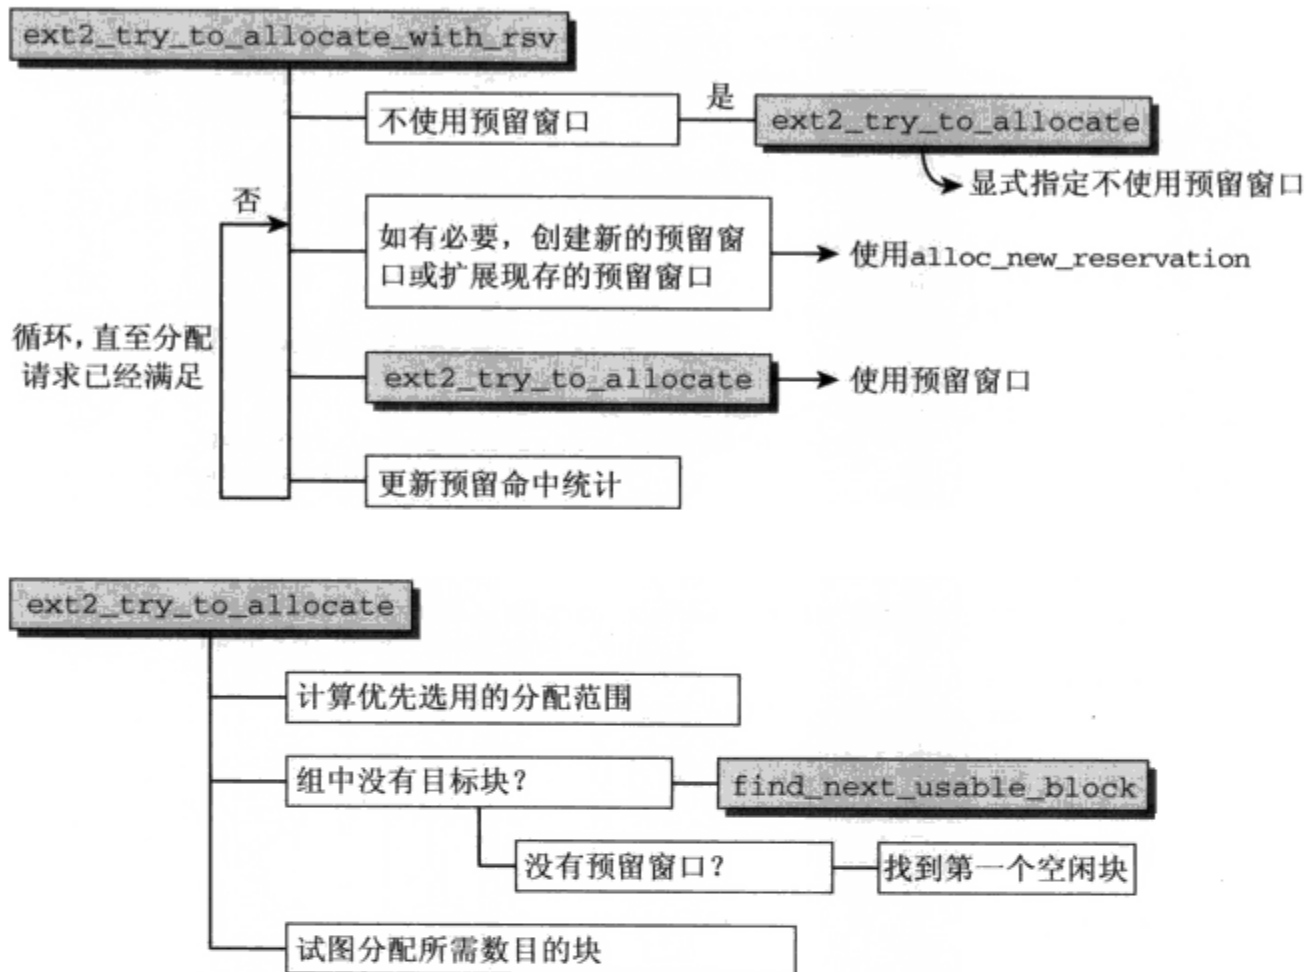 ext2_try_to_allocate_with_rsv
不使用预留窗口
是
ext2_try_to_allocate
显式指定不使用预留窗口
否
如有必要，创建新的预留窗
口或扩展现存的预留窗口
使用alloc_new_reservation
循环，直至分配
请求已经满足
ext2_try_to_allocate
使用预留窗口
更新预留命中统计
ext2_try_to_allocate
计算优先选用的分配范围
组中没有目标块？
find_next_usable_block
没有预留窗口？
找到第一个空闲块
试图分配所需数目的块